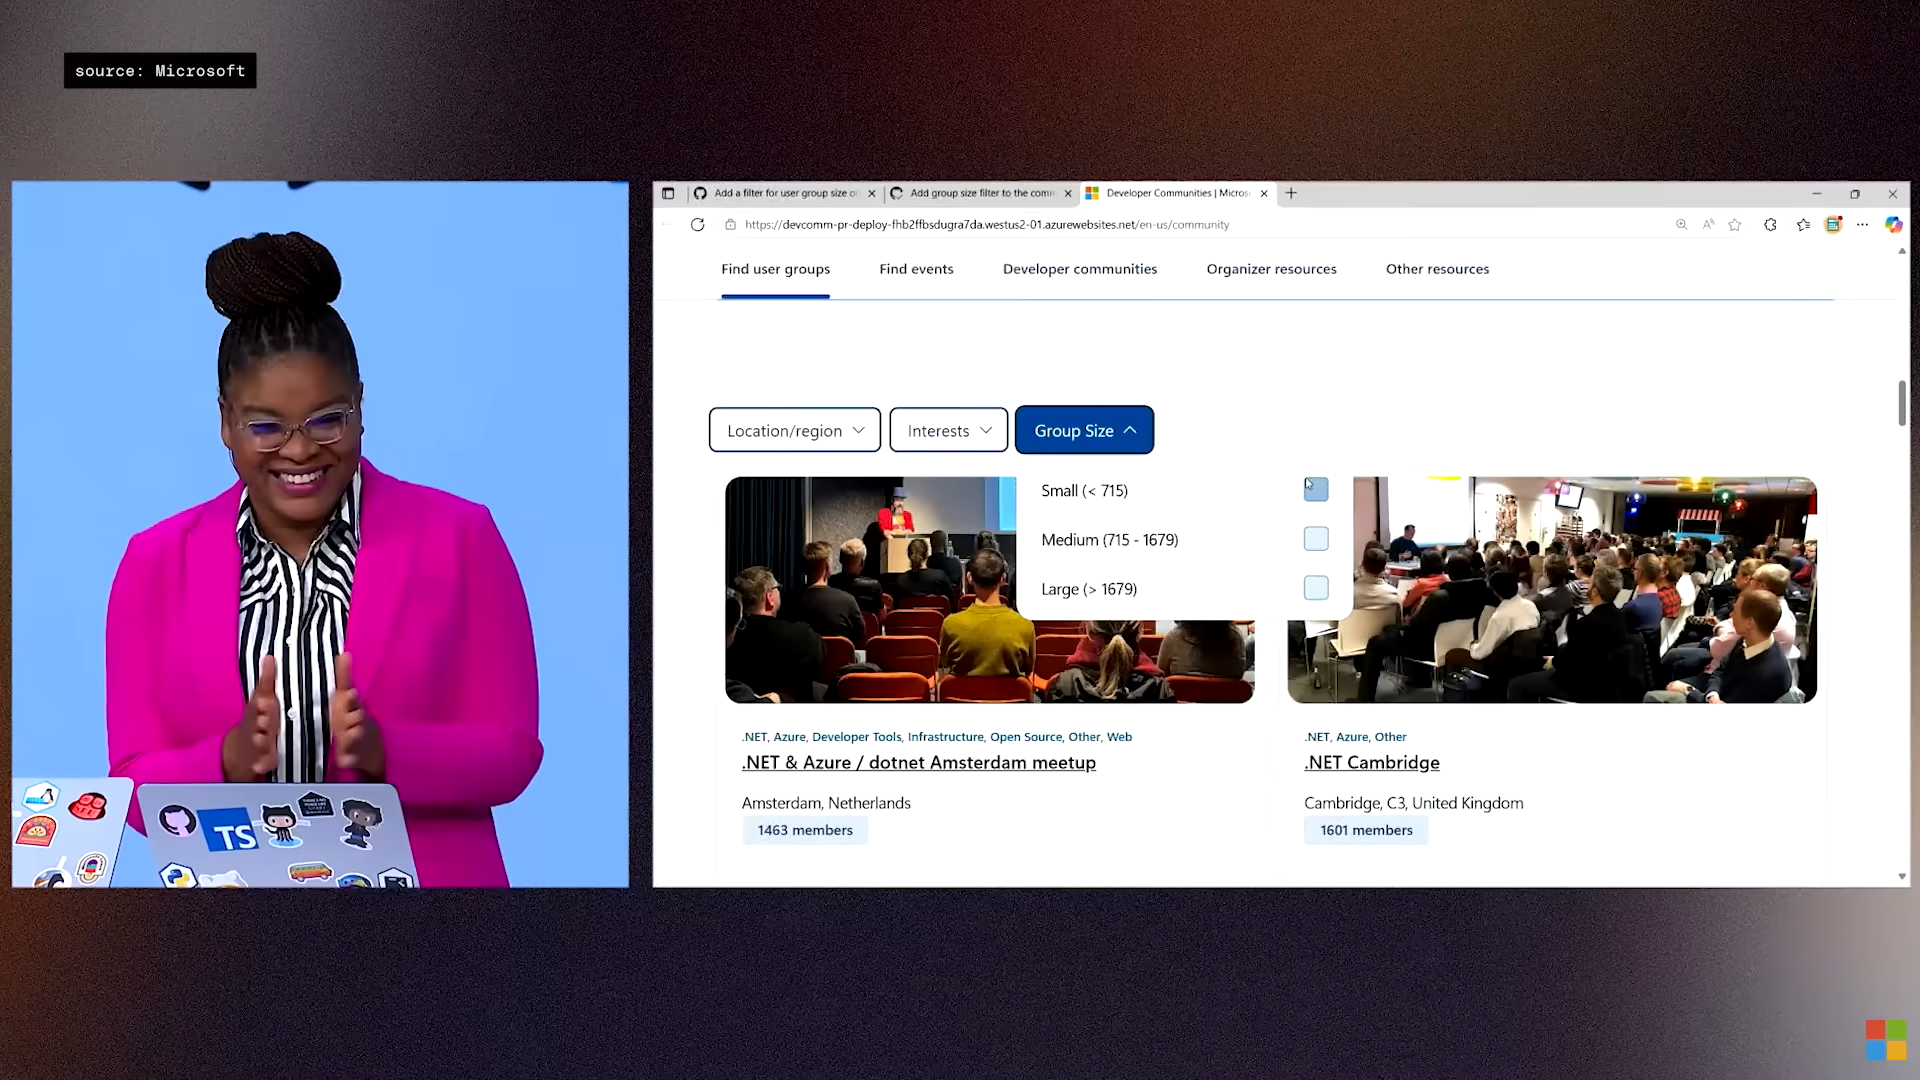 source: Microsoft
Add a filter for user group size o
Add group size filter to the comm
Developer Communities | Micros
https://devcomm-pr-deploy-fhb2ffbsdugra7da.westus2-01.azurewebsites.net/en-us/community
Find user groups
Find events
Developer communities
Organizer resources
Other resources
Location/region
Interests
Group Size
Small (< 715)
Medium (715 - 1679)
Large (> 1679)
.NET, Azure, Developer Tools, Infrastructure, Open Source, Other, Web
.NET & Azure / dotnet Amsterdam meetup
Amsterdam, Netherlands
1463 members
.NET, Azure, Other
.NET Cambridge
Cambridge, C3, United Kingdom
1601 members
TS